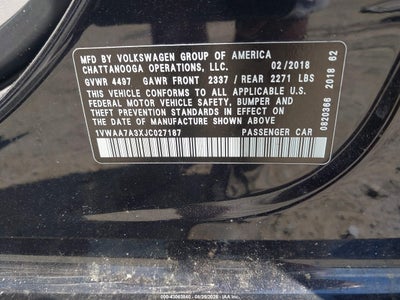 MFD BY VOLKSWAGEN GROUP OF AMERICA
CHATTANOOGA OPERATIONS, LLC. 02/2018
GVWR 4497 GAWR FRONT 2337 / REAR 2271 LBS
THIS VEHICLE CONFORMS TO ALL APPLICABLE U.S.
FEDERAL MOTOR VEHICLE SAFETY, BUMPER AND
THEFT PREVENTION STANDARDS IN EFFECT ON THE
DATE OF MANUFACTURE SHOWN ABOVE
1VWAA7A3XJC027187 PASSENGER CAR
0820366 2018 62